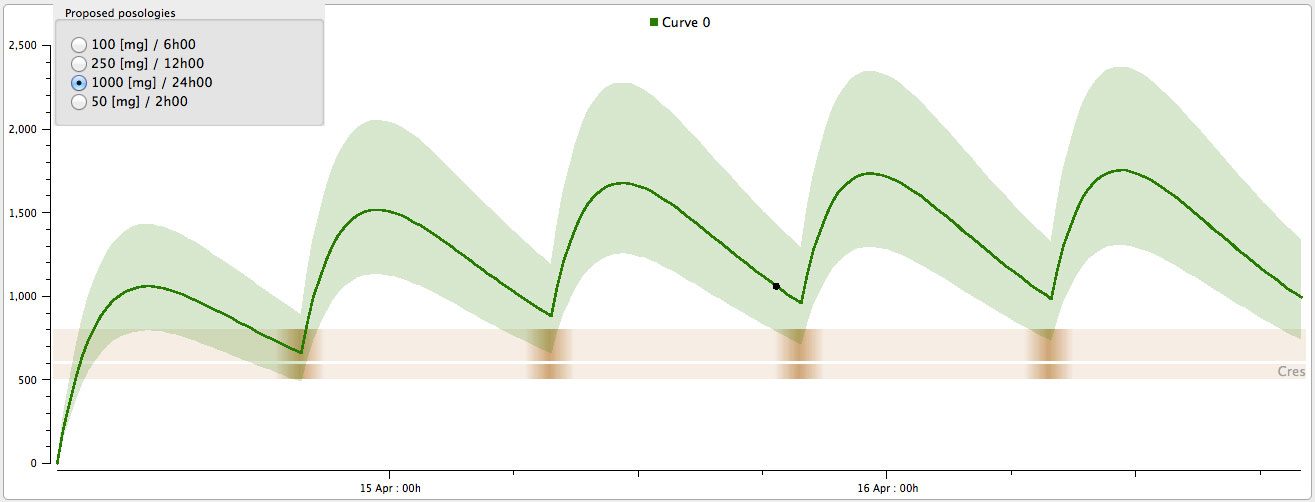 Proposed posologies
100 [mg] / 6h00
250 [mg] / 12h00
1000 [mg] / 24h00
50 [mg] / 2h00
Curve 0
2,500
2,000
1,500
1,000
500
0
Cres
15 Apr : 00h
16 Apr : 00h